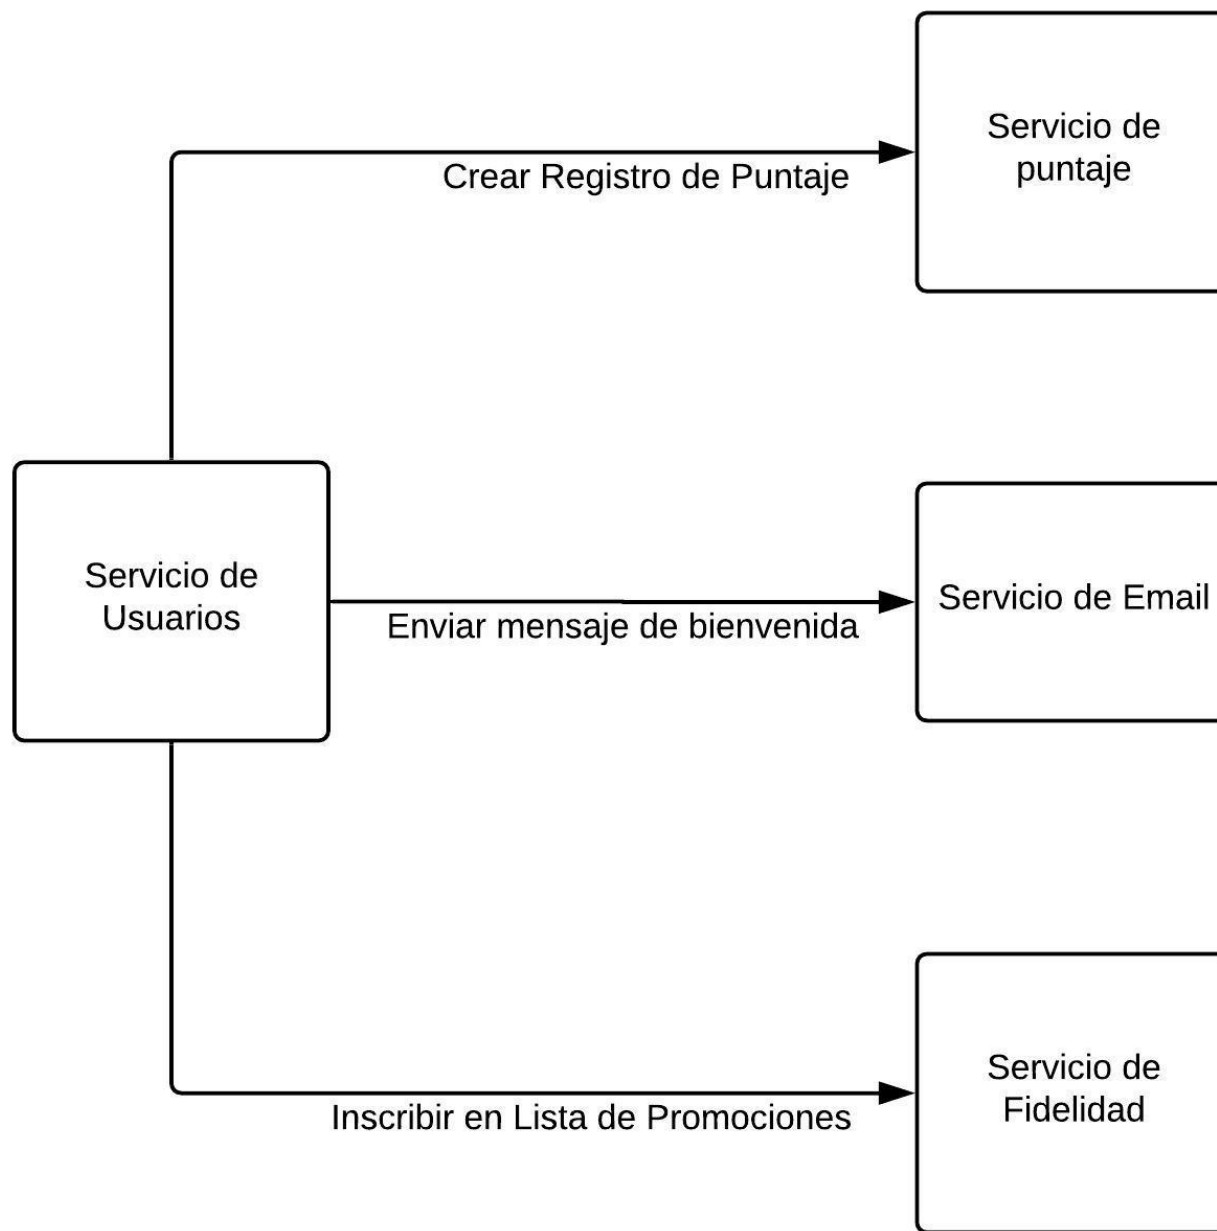 Servicio de
puntaje
Crear Registro de Puntaje
Servicio de
Usuarios
Enviar mensaje de bienvenida
Servicio de Email
Inscribir en Lista de Promociones
Servicio de
Fidelidad